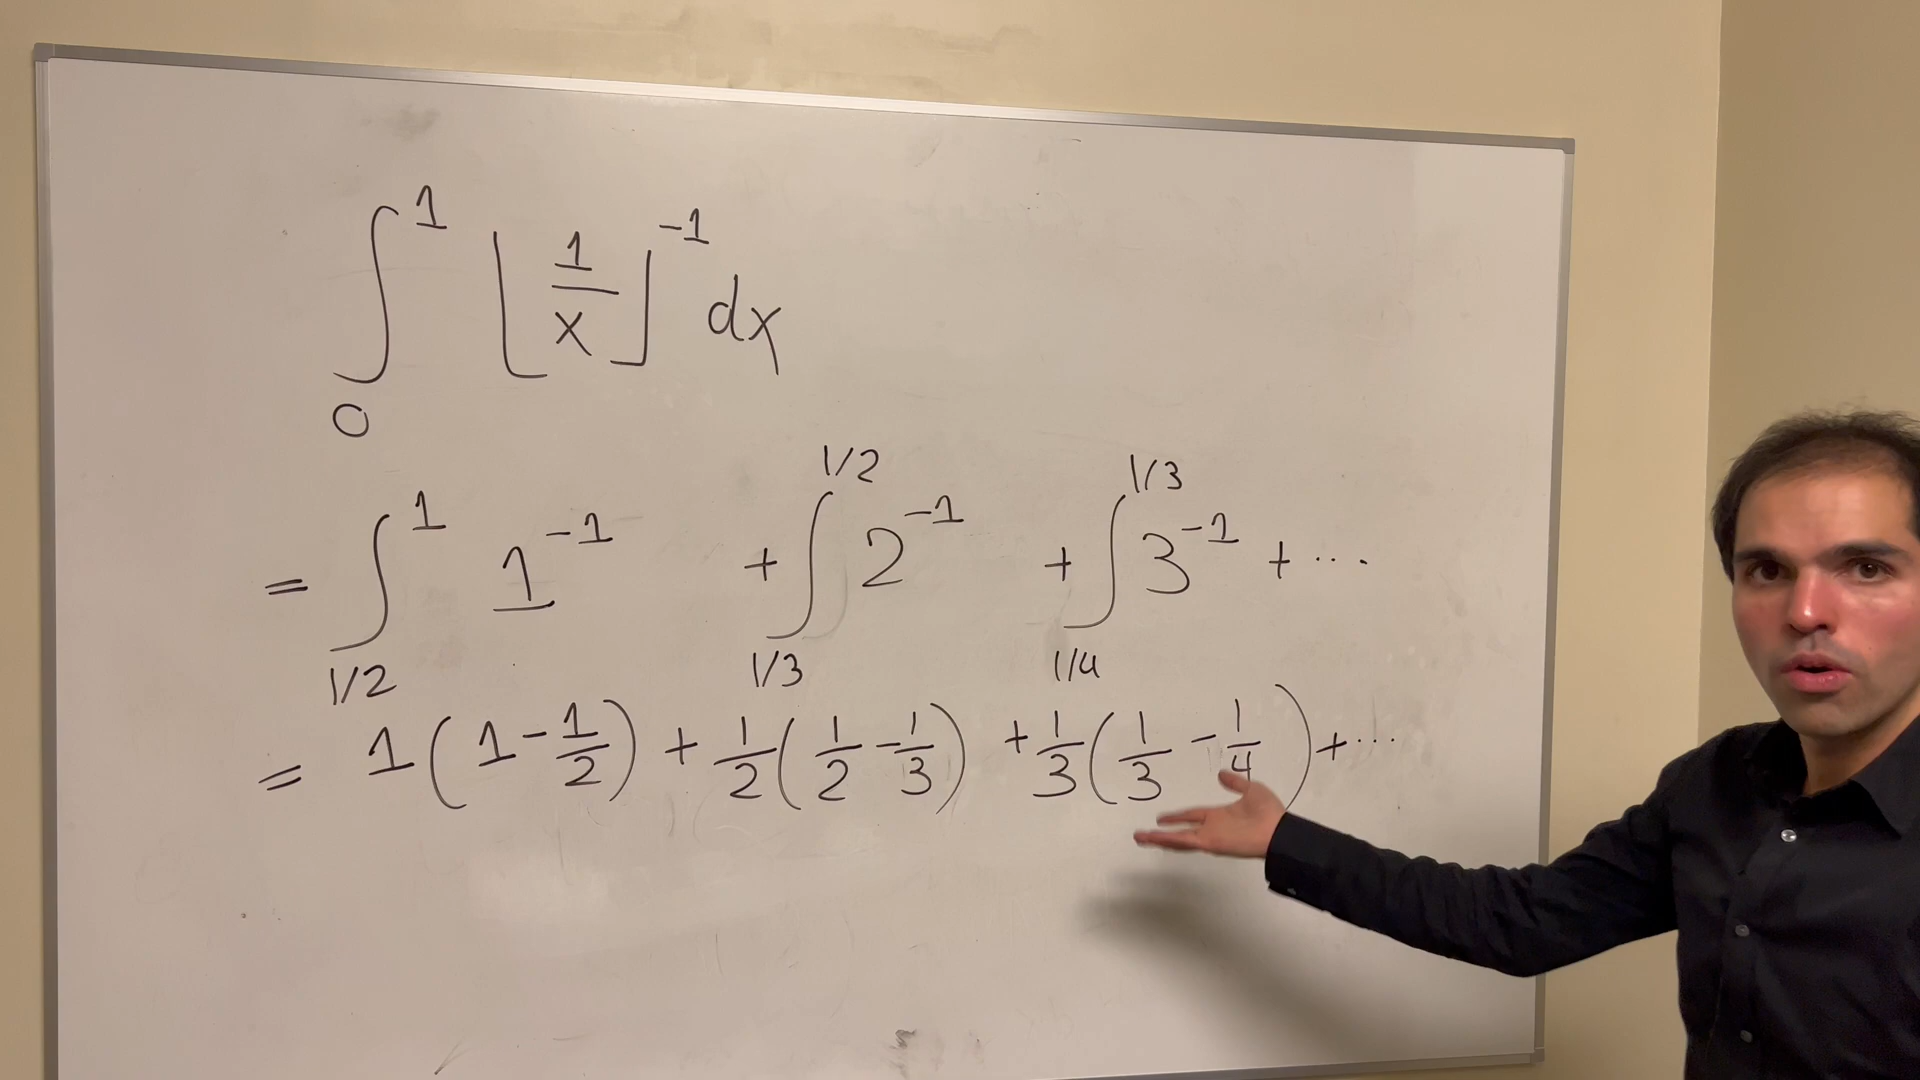 ∫₀¹ ⌊1/x⌋⁻¹ dx
= ∫_{1/2}^{1} 1⁻¹ + ∫_{1/3}^{1/2} 2⁻¹ + ∫_{1/4}^{1/3} 3⁻¹ + ⋯
= 1(1 - 1/2) + 1/2(1/2 - 1/3) + 1/3(1/3 - 1/4) + ⋯